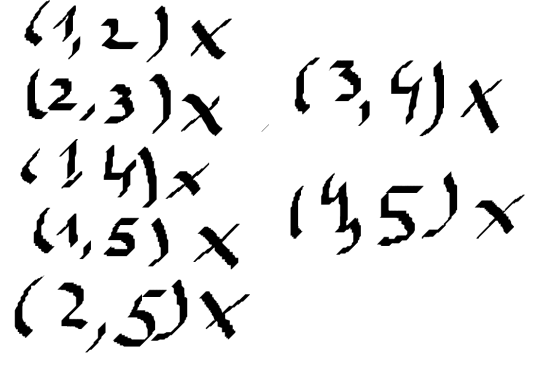 (1,2)x
(2,3)x
(1,4)x
(1,5)x
(2,5)x
(3,4)x
(4,5)x